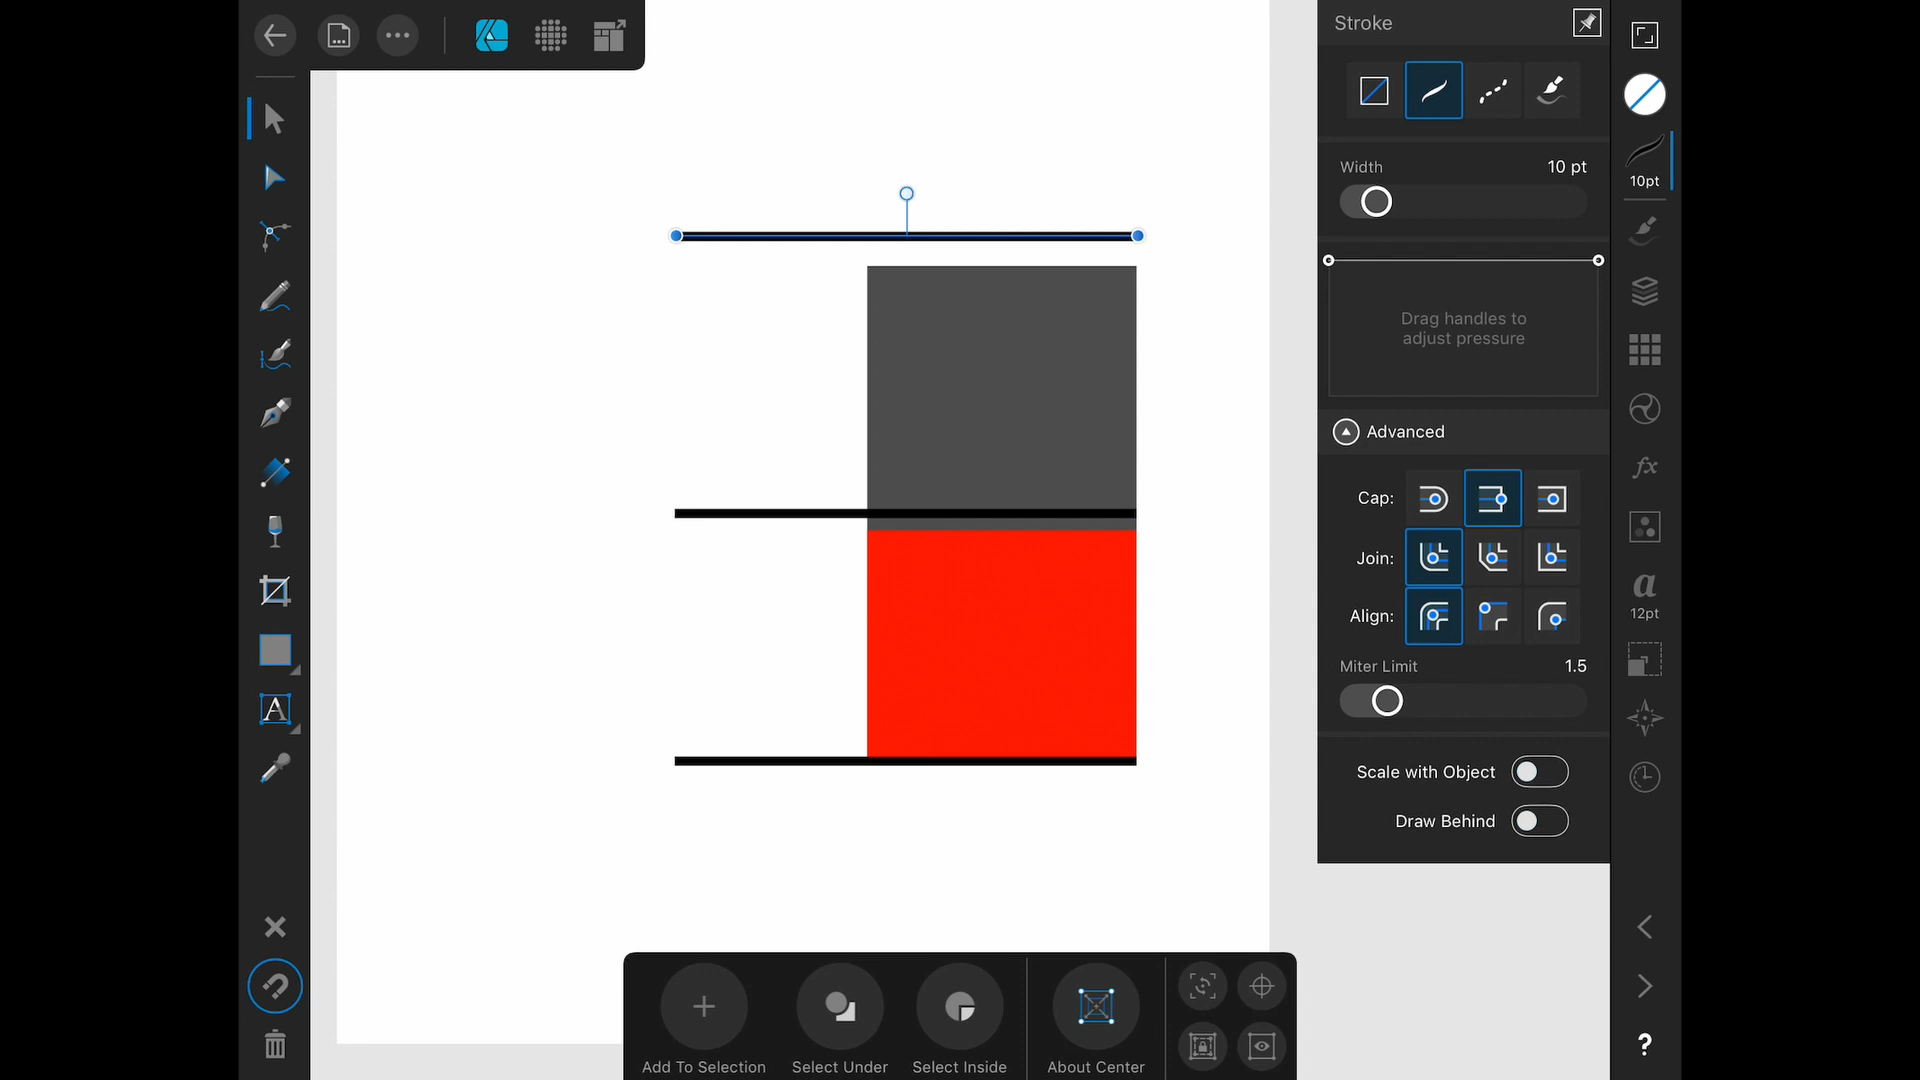 Stroke
Width
10 pt
10pt
Drag handles to
adjust pressure
Advanced
fx
Cap:
Join:
Align:
a
12pt
Miter Limit
1.5
A
Scale with Object
Draw Behind
?
Add To Selection
Select Under
Select Inside
About Center